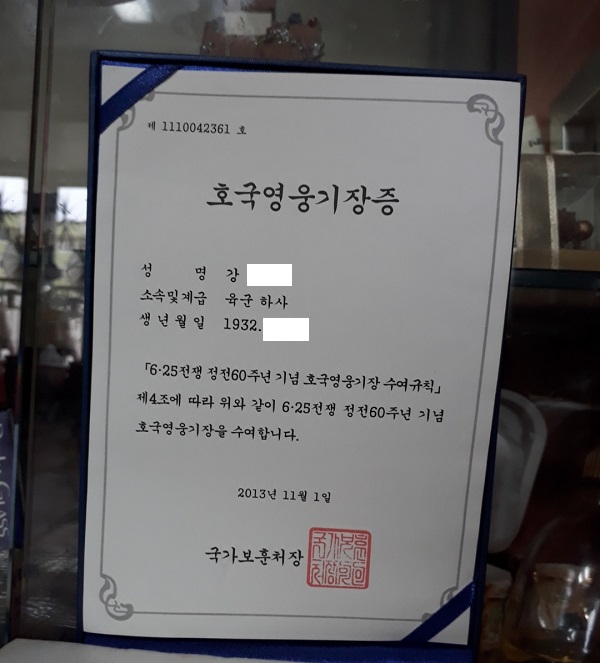 제 1110042361 호
호국영웅기장증
성 명 강
소속및계급 육군 하사
생년월일 1932.
「6·25전쟁 정전60주년 기념 호국영웅기장 수여규칙」
제4조에 따라 위와 같이 6·25전쟁 정전60주년 기념
호국영웅기장을 수여합니다.
2013년 11월 1일
국가보훈처장